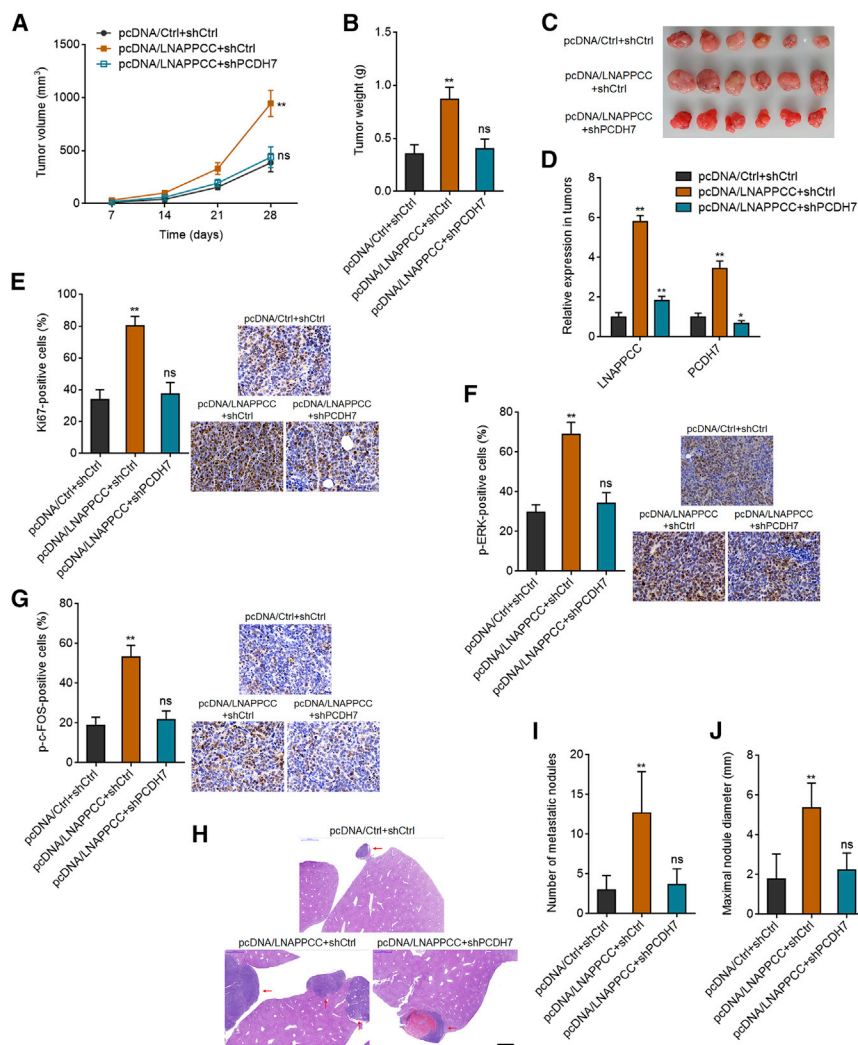 A
pcDNA/Ctrl+shCtrl
pcDNA/LNAPPCC+shCtrl
pcDNA/LNAPPCC+shPCDH7
Tumor volume (mm³)
1500
1000
500
0
**
ns
7 14 21 28
Time (days)
B
Tumor weight (g)
1.5
1.0
0.5
0.0
**
ns
pcDNA/Ctrl+shCtrl
pcDNA/LNAPPCC+shCtrl
pcDNA/LNAPPCC+shPCDH7
C
pcDNA/Ctrl+shCtrl
pcDNA/LNAPPCC
+shCtrl
pcDNA/LNAPPCC
+shPCDH7
D
pcDNA/Ctrl+shCtrl
pcDNA/LNAPPCC+shCtrl
pcDNA/LNAPPCC+shPCDH7
Relative expression in tumors
8
6
4
2
0
**
**
**
*
LNAPPCC PCDH7
E
Ki67-positive cells (%)
100
80
60
40
20
0
**
ns
pcDNA/Ctrl+shCtrl
pcDNA/LNAPPCC+shCtrl
pcDNA/LNAPPCC+shPCDH7
pcDNA/Ctrl+shCtrl
pcDNA/LNAPPCC
+shCtrl
pcDNA/LNAPPCC
+shPCDH7
F
p-ERK-positive cells (%)
80
60
40
20
0
**
ns
pcDNA/Ctrl+shCtrl
pcDNA/LNAPPCC+shCtrl
pcDNA/LNAPPCC+shPCDH7
pcDNA/Ctrl+shCtrl
pcDNA/LNAPPCC
+shCtrl
pcDNA/LNAPPCC
+shPCDH7
G
p-c-FOS-positive cells (%)
80
60
40
20
0
**
ns
pcDNA/Ctrl+shCtrl
pcDNA/LNAPPCC+shCtrl
pcDNA/LNAPPCC+shPCDH7
pcDNA/Ctrl+shCtrl
pcDNA/LNAPPCC
+shCtrl
pcDNA/LNAPPCC
+shPCDH7
H
pcDNA/Ctrl+shCtrl
pcDNA/LNAPPCC+shCtrl
pcDNA/LNAPPCC+shPCDH7
I
Number of metastatic nodules
20
15
10
5
0
**
ns
pcDNA/Ctrl+shCtrl
pcDNA/LNAPPCC+shCtrl
pcDNA/LNAPPCC+shPCDH7
J
Maximal nodule diameter (mm)
8
6
4
2
0
**
ns
pcDNA/Ctrl+shCtrl
pcDNA/LNAPPCC+shCtrl
pcDNA/LNAPPCC+shPCDH7